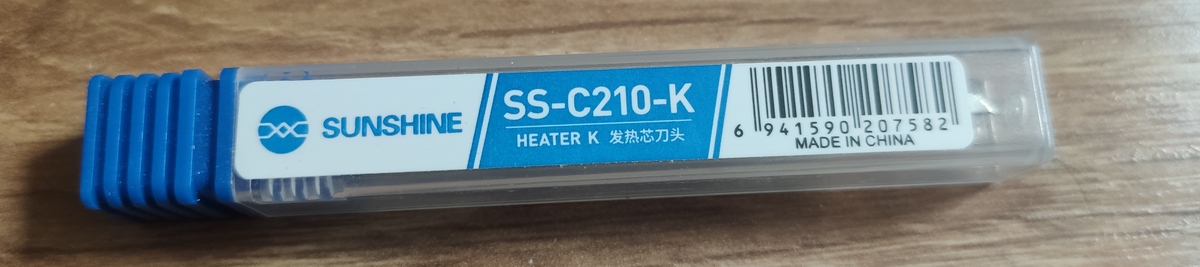 SUNSHINE
SS-C210-K
HEATER K 发热芯刀头
6 941590 207582
MADE IN CHINA